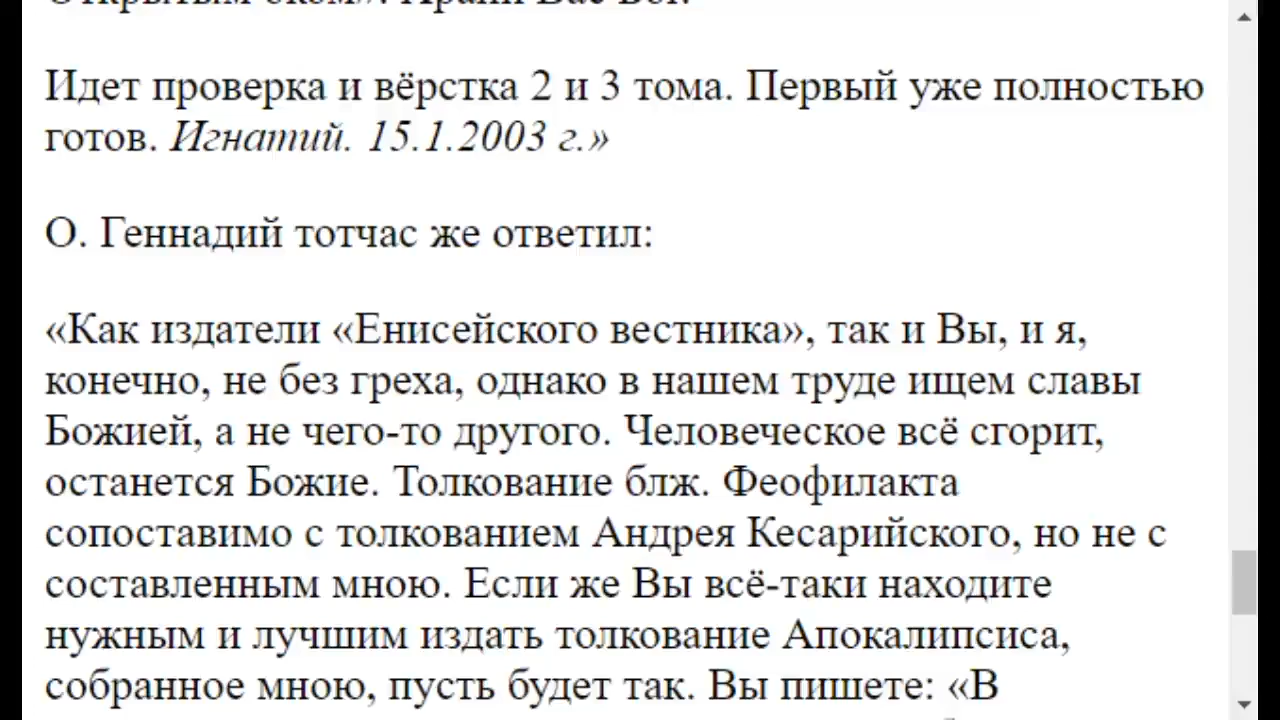 Идет проверка и вёрстка 2 и 3 тома. Первый уже полностью
готов. Игнатий. 15.1.2003 г.»
О. Геннадий тотчас же ответил:
«Как издатели «Енисейского вестника», так и Вы, и я,
конечно, не без греха, однако в нашем труде ищем славы
Божией, а не чего-то другого. Человеческое всё сгорит,
останется Божие. Толкование блж. Феофилакта
сопоставимо с толкованием Андрея Кесарийского, но не с
составленным мною. Если же Вы всё-таки находите
нужным и лучшим издать толкование Апокалипсиса,
собранное мною, пусть будет так. Вы пишете: «В